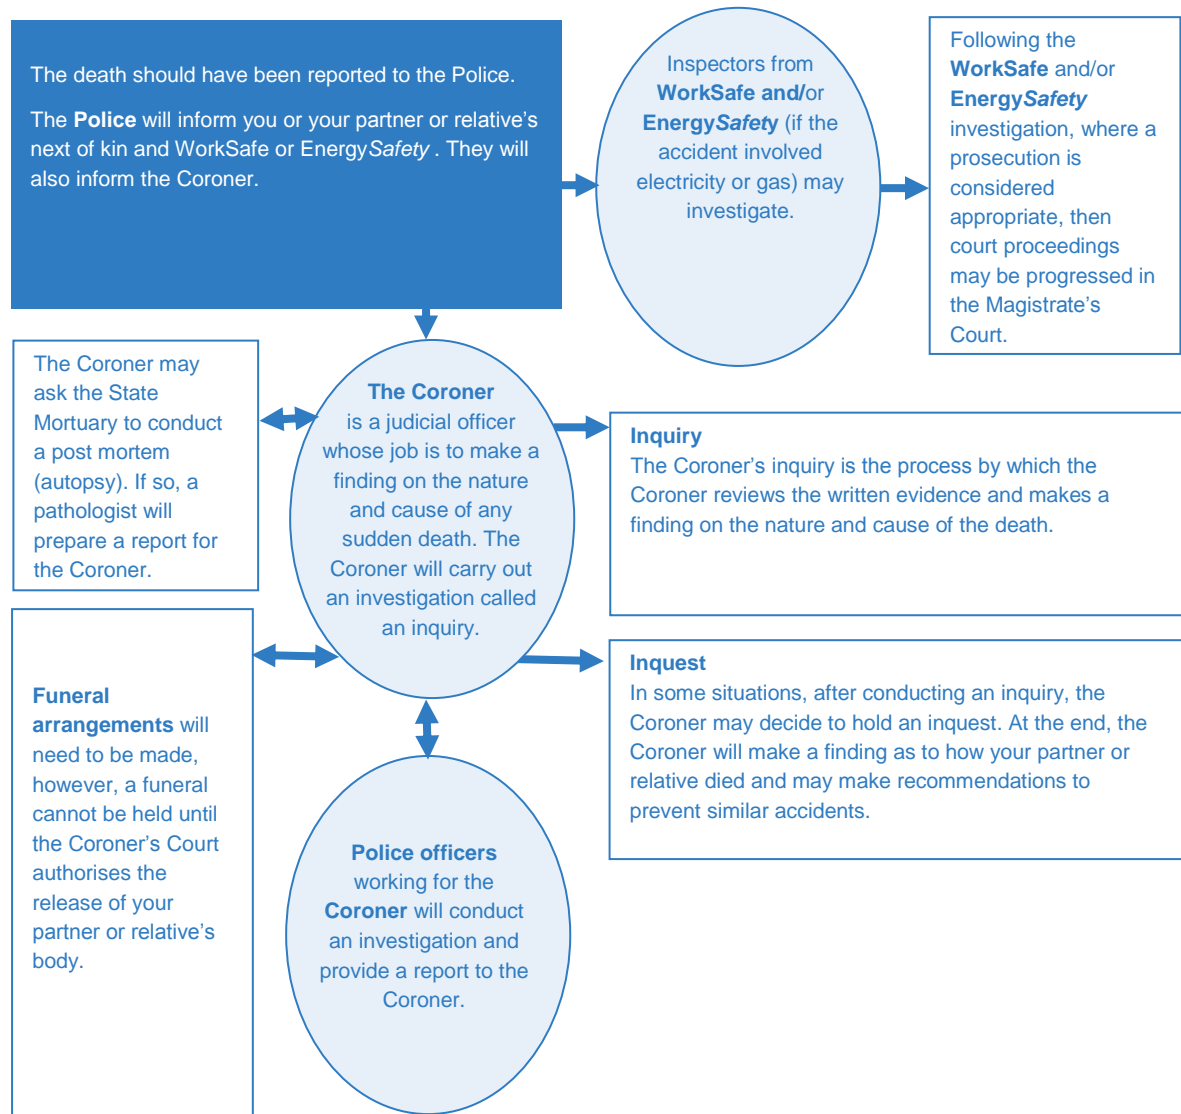 The death should have been reported to the Police.
The Police will inform you or your partner or relative's
next of kin and WorkSafe or EnergySafety . They will
also inform the Coroner.
Inspectors from
WorkSafe and/or
EnergySafety (if the
accident involved
electricity or gas) may
investigate.
Following the
WorkSafe and/or
EnergySafety
investigation, where a
prosecution is
considered
appropriate, then
court proceedings
may be progressed in
the Magistrate's
Court.
The Coroner may
ask the State
Mortuary to conduct
a post mortem
(autopsy). If so, a
pathologist will
prepare a report for
the Coroner.
The Coroner
is a judicial officer
whose job is to make a
finding on the nature
and cause of any
sudden death. The
Coroner will carry out
an investigation called
an inquiry.
Inquiry
The Coroner's inquiry is the process by which the
Coroner reviews the written evidence and makes a
finding on the nature and cause of the death.
Funeral
arrangements will
need to be made,
however, a funeral
cannot be held until
the Coroner's Court
authorises the
release of your
partner or relative's
body.
Inquest
In some situations, after conducting an inquiry, the
Coroner may decide to hold an inquest. At the end, the
Coroner will make a finding as to how your partner or
relative died and may make recommendations to
prevent similar accidents.
Police officers
working for the
Coroner will conduct
an investigation and
provide a report to the
Coroner.